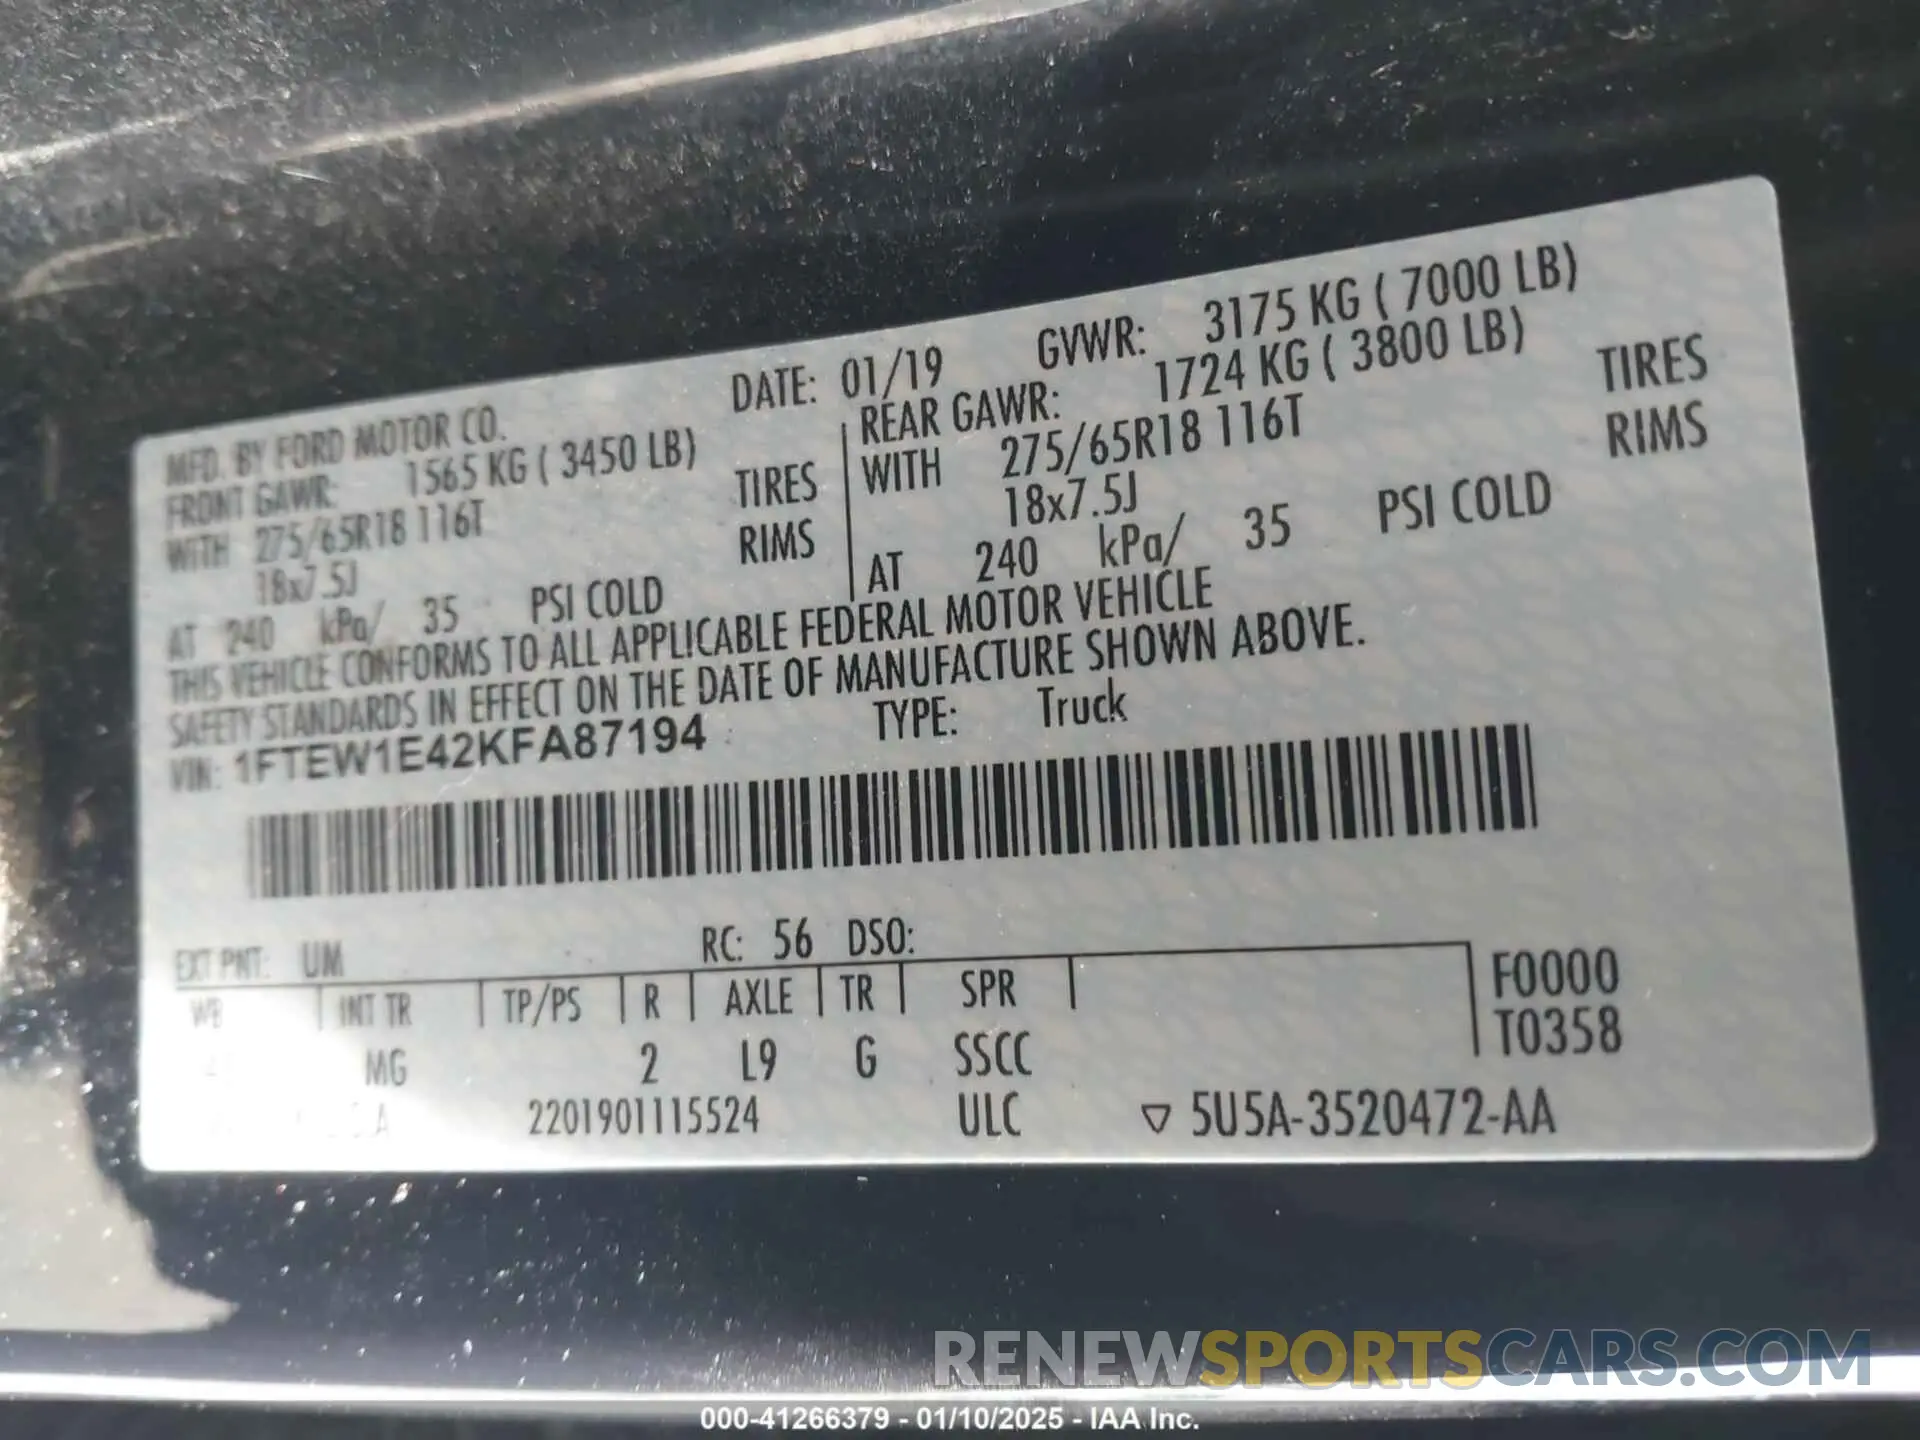 MFD. BY FORD MOTOR CO. DATE: 01/19 GVWR: 3175 KG ( 7000 LB)
FRONT GAWR: 1565 KG ( 3450 LB) REAR GAWR: 1724 KG ( 3800 LB)
WITH 275/65R18 116T TIRES WITH 275/65R18 116T TIRES
18x7.5J RIMS 18x7.5J RIMS
AT 240 kPa/ 35 PSI COLD AT 240 kPa/ 35 PSI COLD
THIS VEHICLE CONFORMS TO ALL APPLICABLE FEDERAL MOTOR VEHICLE
SAFETY STANDARDS IN EFFECT ON THE DATE OF MANUFACTURE SHOWN ABOVE.
VIN: 1FTEW1E42KFA87194 TYPE: Truck
EXT PNT: UM RC: 56 DSO:
WB INT TR TP/PS R AXLE TR SPR F0000
T0358
MG 2 L9 G SSCC
2201901115524 ULC ▽ 5U5A-3520472-AA
RENEWSPORTSCARS.COM
000-41266379 - 01/10/2025 - IAA Inc.